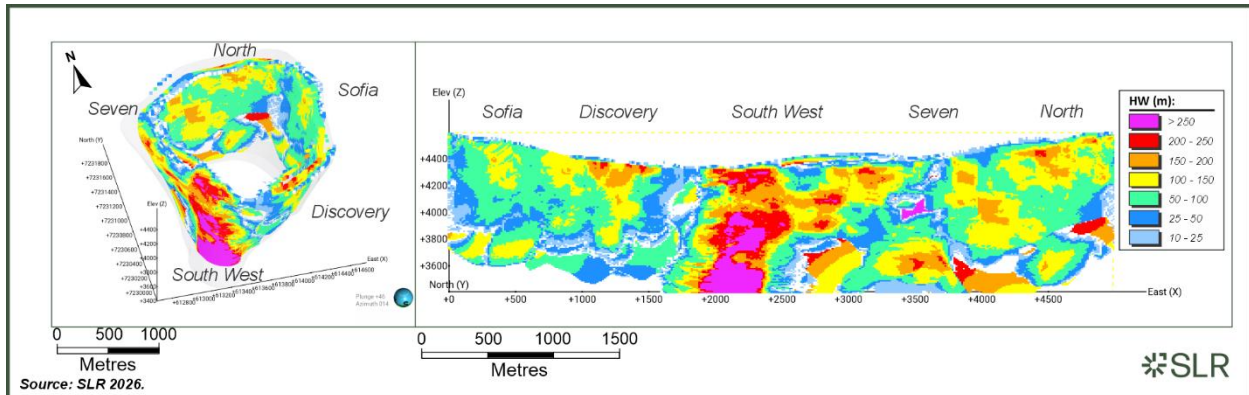 North
N
Sofia
Seven
North (Y)
+7231800
+7231600
+7231400
+7231200
+7231000
+7230800
+7230600
+7230400
+7230200
+7230000
Elev (Z)
+4400
+4200
+4000
+3800
+3600
+3400
Discovery
South West
East (X)
+612800
+613000
+613200
+613400
+613600
+613800
+614000
+614200
+614400
+614600
Plunge +46
Azimuth 014
0 500 1000
Metres
Source: SLR 2026.
Elev (Z)
Sofia Discovery South West Seven North
+4400
+4200
+4000
+3800
+3600
North (Y)
East (X)
+0 +500 +1000 +1500 +2000 +2500 +3000 +3500 +4000 +4500
0 500 1000 1500
Metres
HW (m):
> 250
200 - 250
150 - 200
100 - 150
50 - 100
25 - 50
10 - 25
SLR